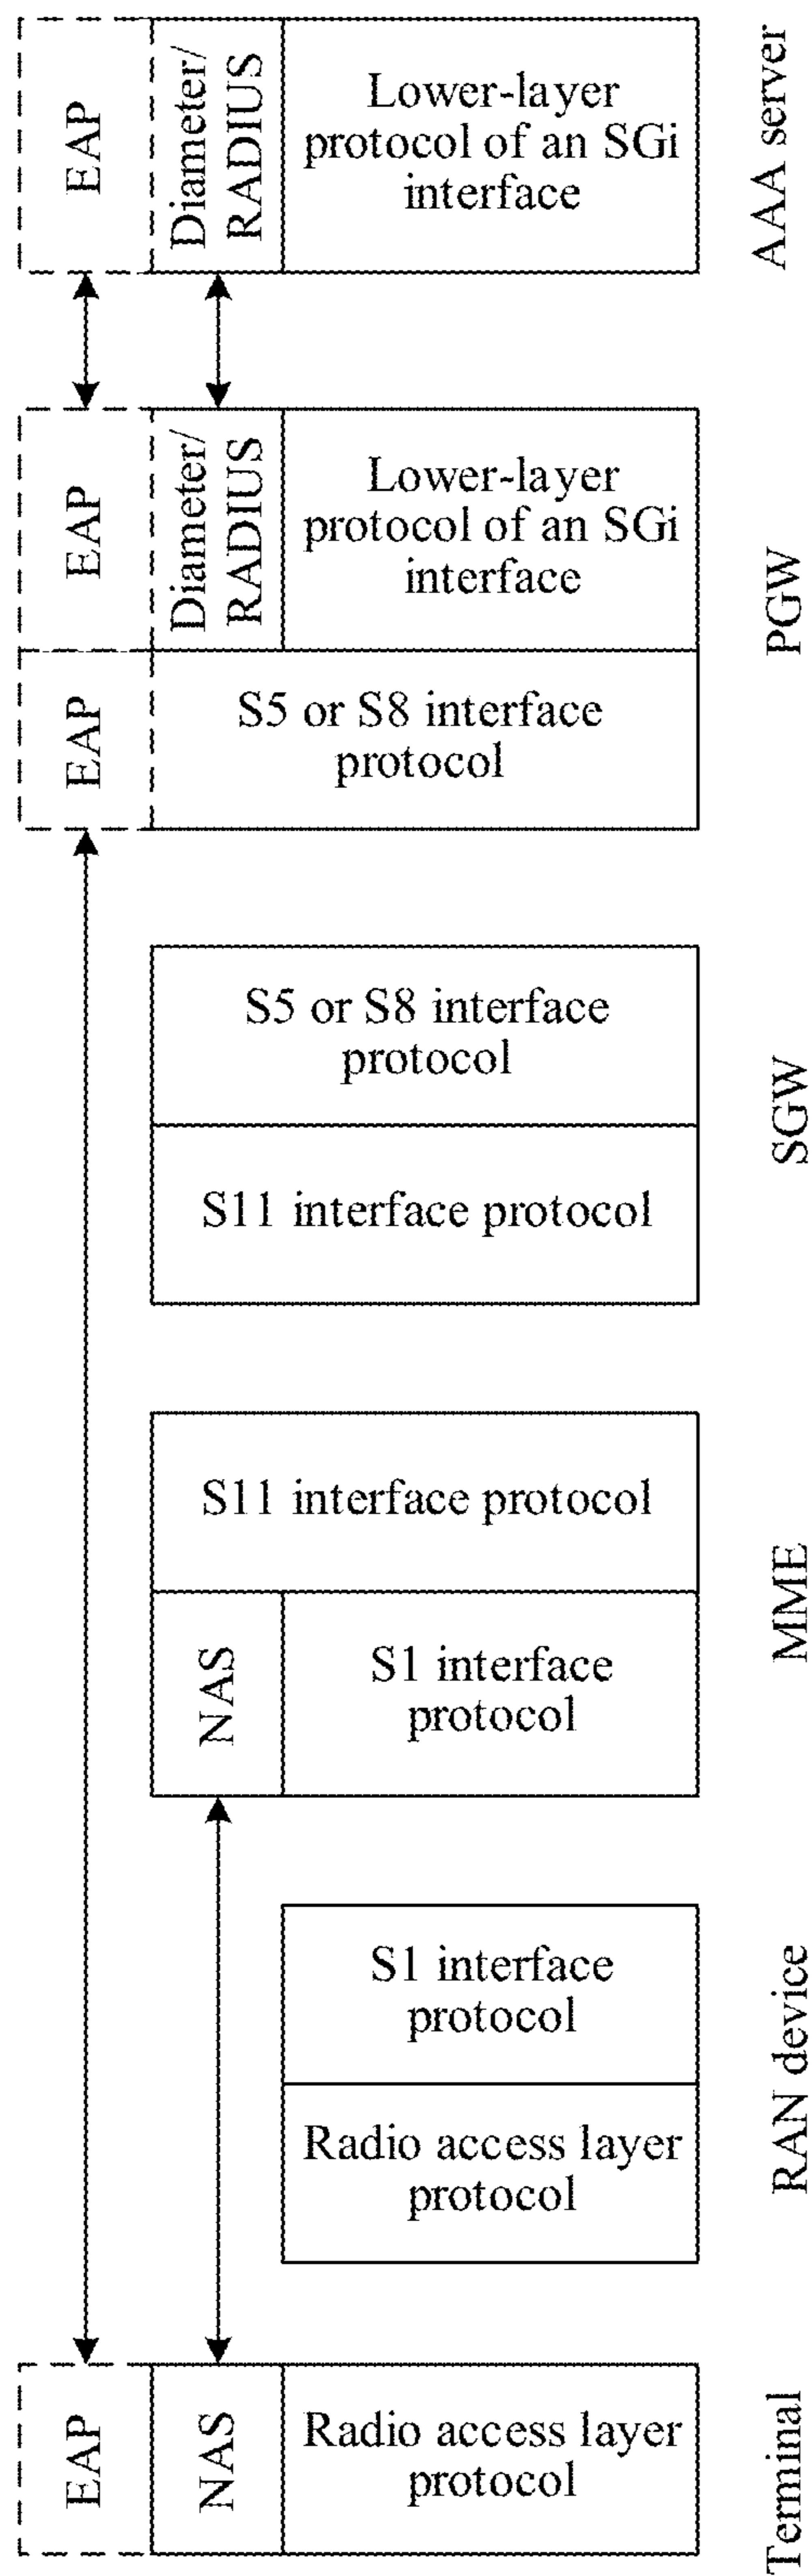 EAP
Diameter/
RADIUS
Lower-layer
protocol of an SGi
interface
AAA server
EAP
Diameter/
RADIUS
Lower-layer
protocol of an SGi
interface
EAP
S5 or S8 interface
protocol
PGW
S5 or S8 interface
protocol
S11 interface protocol
SGW
S11 interface protocol
NAS
S1 interface
protocol
MME
S1 interface
protocol
Radio access layer
protocol
RAN device
EAP
NAS
Radio access layer
protocol
Terminal